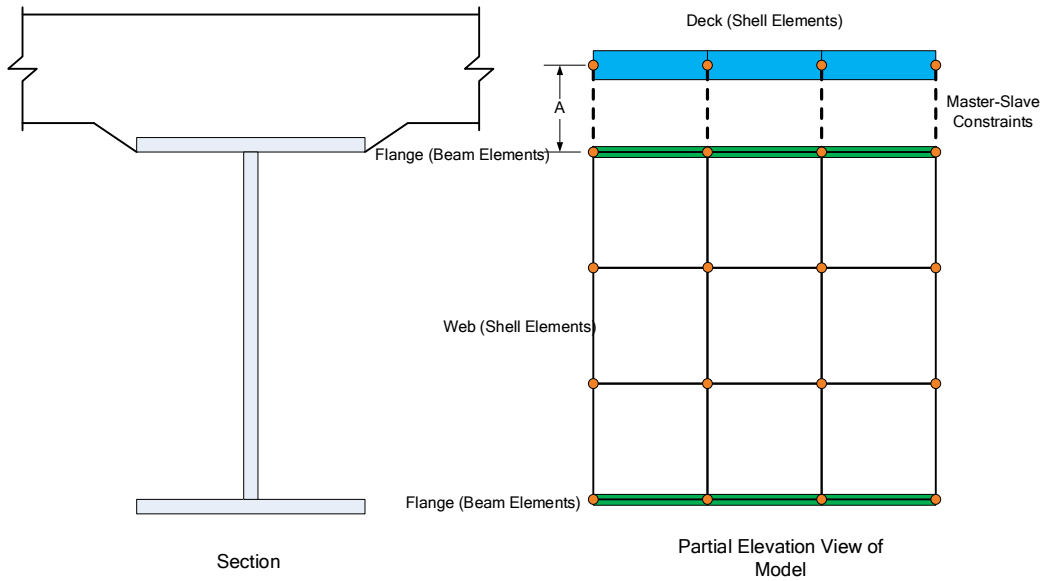 Deck (Shell Elements)
A
Master-Slave
Constraints
Flange (Beam Elements)
Web (Shell Elements)
Flange (Beam Elements)
Section
Partial Elevation View of
Model